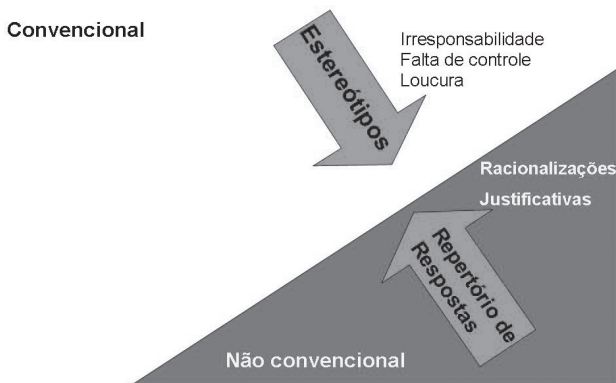 Convencional
Estereótipos
Irresponsabilidade
Falta de controle
Loucura
Racionalizações
Justificativas
Repertório de
Respostas
Não convencional